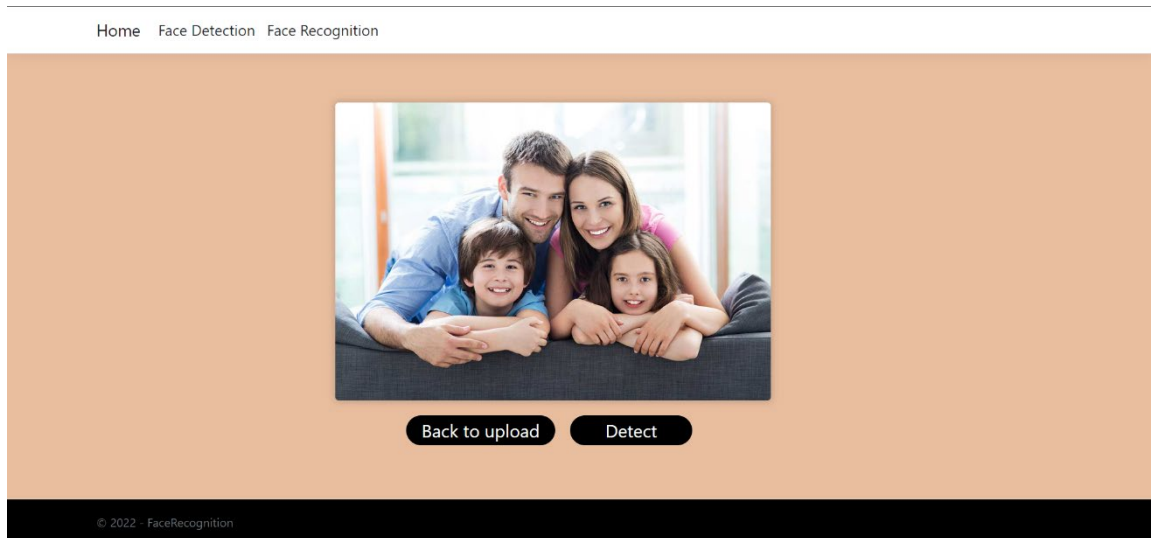 Home Face Detection Face Recognition
Back to upload Detect
© 2022 - FaceRecognition